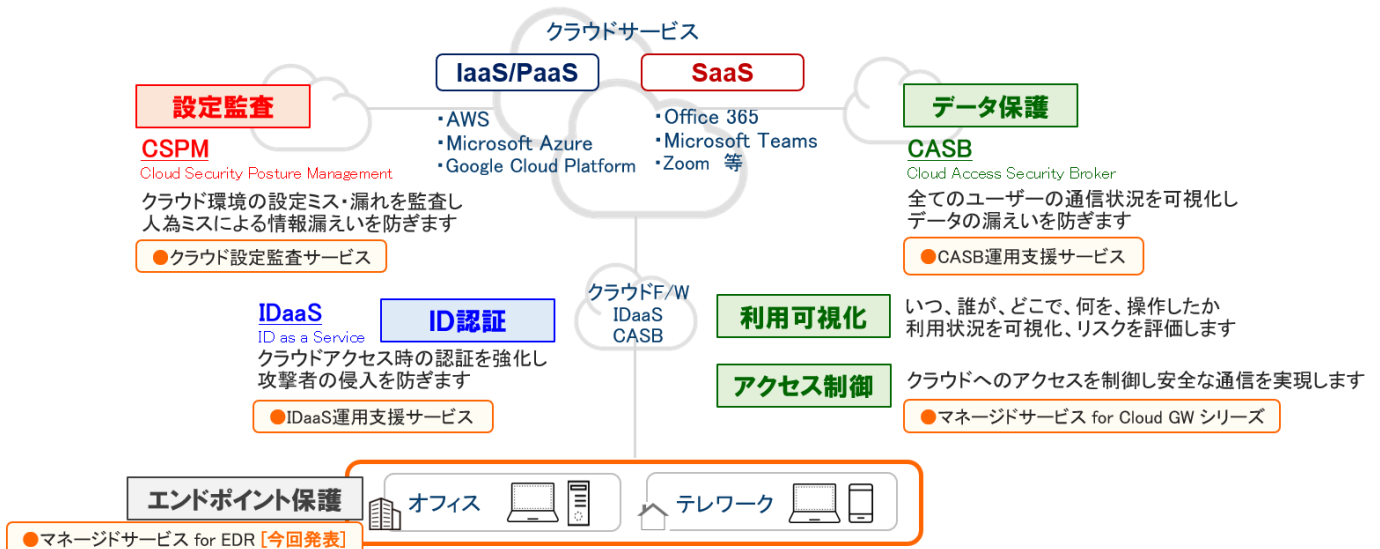 クラウドサービス
IaaS/PaaS
SaaS
・AWS
・Microsoft Azure
・Google Cloud Platform
・Office 365
・Microsoft Teams
・Zoom 等
設定監査
CSPM
Cloud Security Posture Management
クラウド環境の設定ミス・漏れを監査し
人為ミスによる情報漏えいを防ぎます
●クラウド設定監査サービス
データ保護
CASB
Cloud Access Security Broker
全てのユーザーの通信状況を可視化し
データの漏えいを防ぎます
●CASB運用支援サービス
IDaaS
ID as a Service
ID認証
クラウドアクセス時の認証を強化し
攻撃者の侵入を防ぎます
●IDaaS運用支援サービス
クラウドF/W
IDaaS
CASB
利用可視化
いつ、誰が、どこで、何を、操作したか
利用状況を可視化、リスクを評価します
アクセス制御
クラウドへのアクセスを制御し安全な通信を実現します
●マネージドサービス for Cloud GW シリーズ
エンドポイント保護
●マネージドサービス for EDR [今回発表]
オフィス
テレワーク